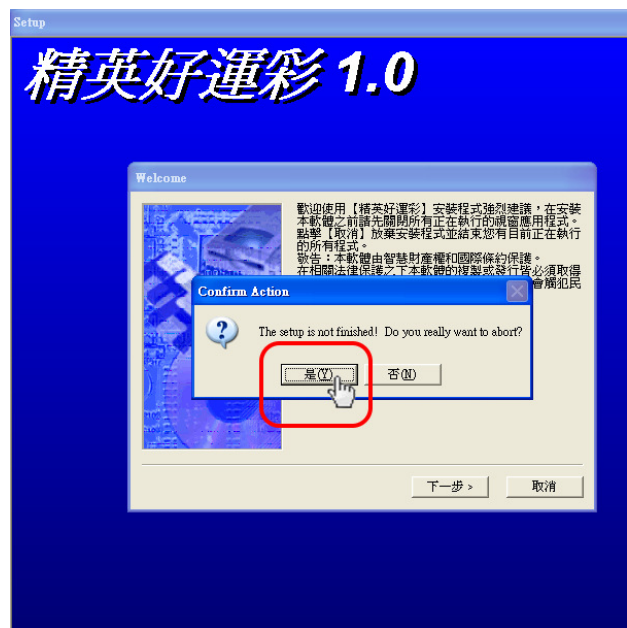 Setup
精英好運彩 1.0
Welcome
歡迎使用【精英好運彩】安裝程式強烈建議,在安裝
本軟體之前請先關閉所有正在執行的視窗應用程式。
點擊【取消】放棄安裝程式並結束您有目前正在執行
的所有程式。
敬告:本軟體由智慧財產權和國際條約保護。
在相關法律保護之下本軟體的複製或發行皆必須取得
會觸犯民
Confirm Action
The setup is not finished! Do you really want to abort?
是(Y) 否(N)
下一步 > 取消